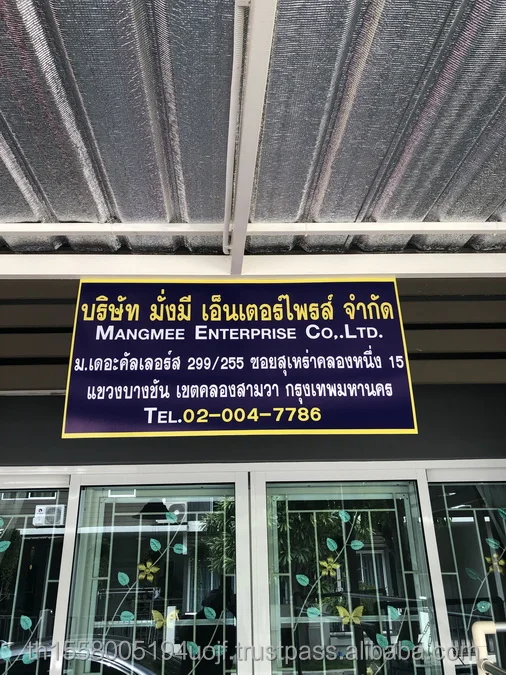 บริษัท มั่งมี เอ็นเตอร์ไพรส์ จำกัด
MANGMEE ENTERPRISE CO,.LTD.
ม.เดอะคัลเลอร์ส 299/255 ซอยสุเหร่าคลองหนึ่ง 15
แขวงบางชัน เขตคลองสามวา กรุงเทพมหานคร
TEL.02-004-7786
th1558005194uojf.trustpass.alibaba.com